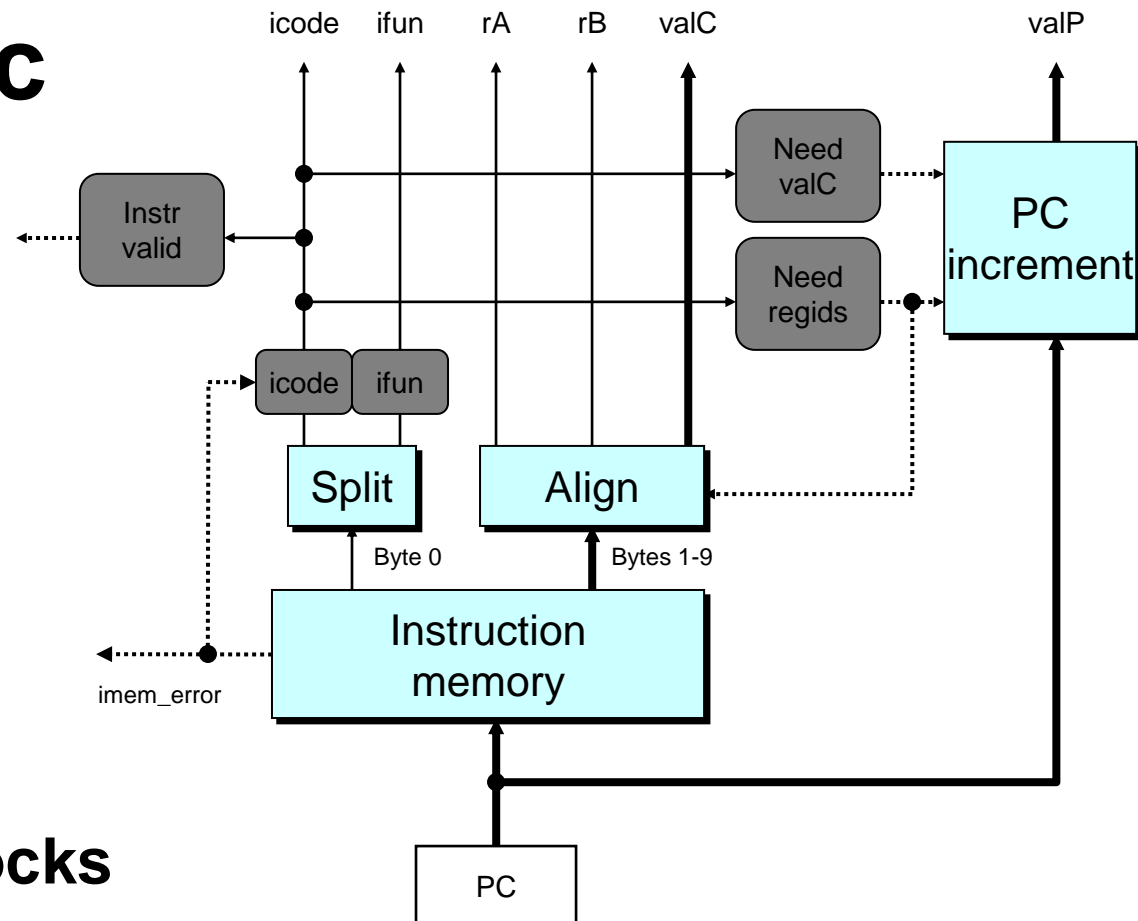 icode ifun rA rB valC valP
c
Need
valC
Instr
valid
PC
increment
Need
regids
icode ifun
Split Align
Byte 0 Bytes 1-9
Instruction
memory
imem_error
ocks
PC